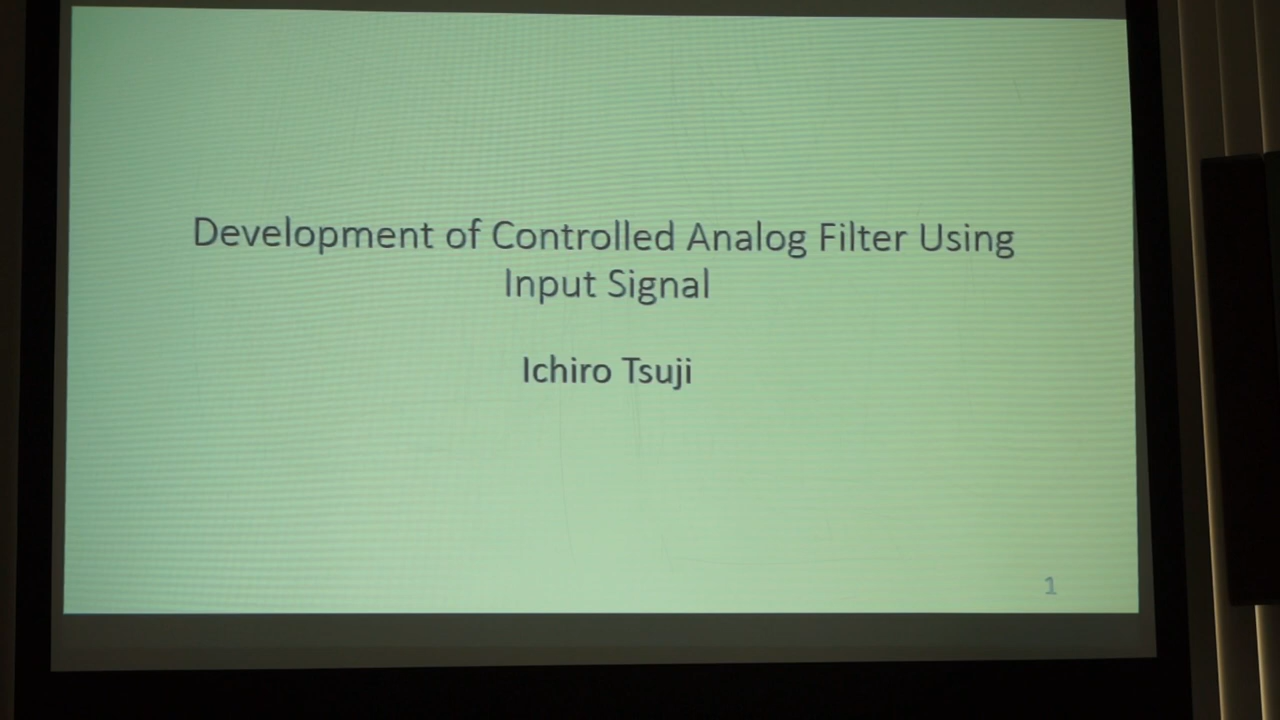 Development of Controlled Analog Filter Using
Input Signal
Ichiro Tsuji
1